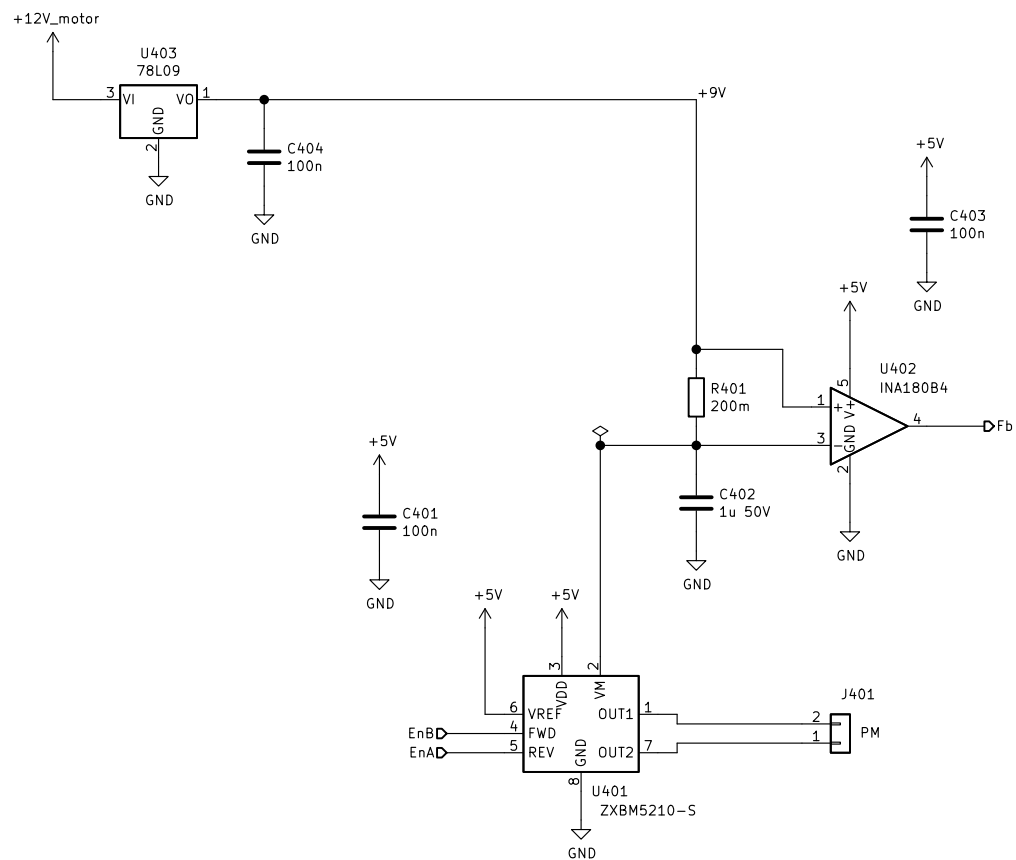 +12V_motor
U403
78L09
3 VI VO 1
GND
2
GND
+9V
C404
100n
GND
+5V
C403
100n
GND
+5V
U402
INA180B4
5
V+
1 +
R401
200m
4 Fb
3 -
GND
2
GND
+5V
C401
100n
GND
C402
1u 50V
GND
+5V
+5V
3
VDD
2
VM
6 VREF OUT1 1
EnB 4 FWD
EnA 5 REV OUT2 7
GND
8
U401
ZXBM5210-S
GND
J401
2
1
PM